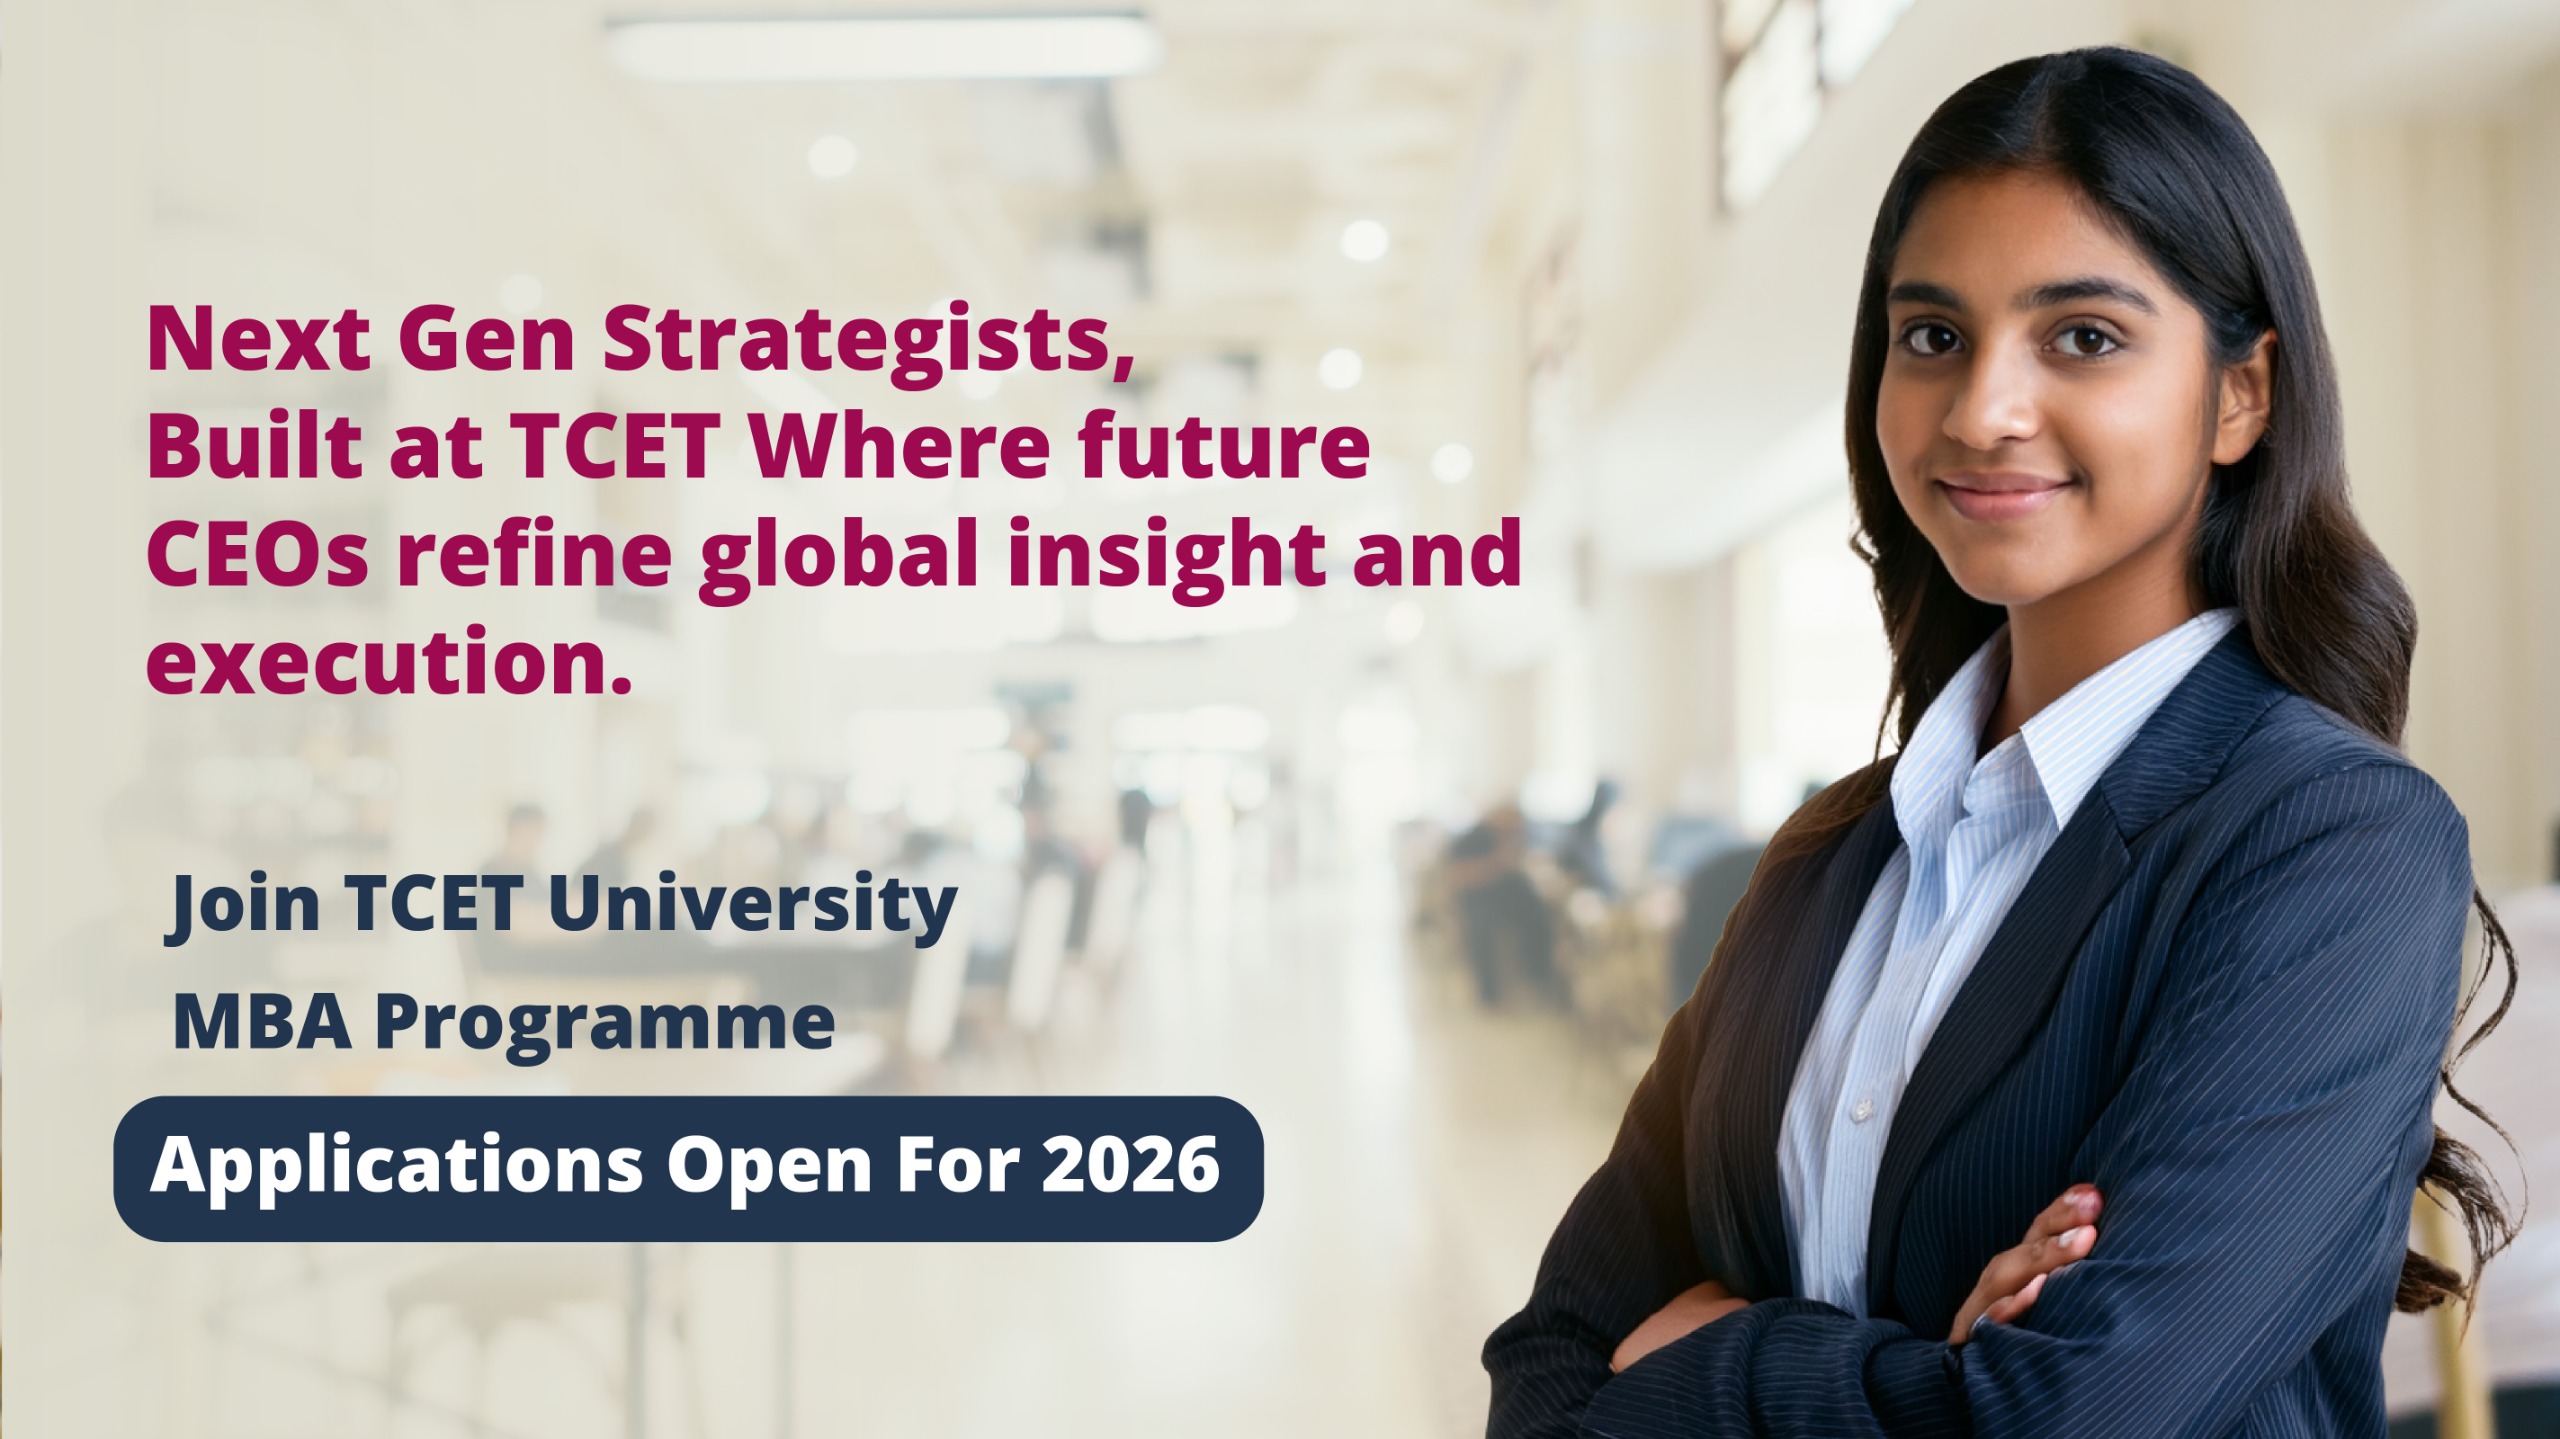 Next Gen Strategists,
Built at TCET Where future
CEOs refine global insight and
execution.
Join TCET University
MBA Programme
Applications Open For 2026